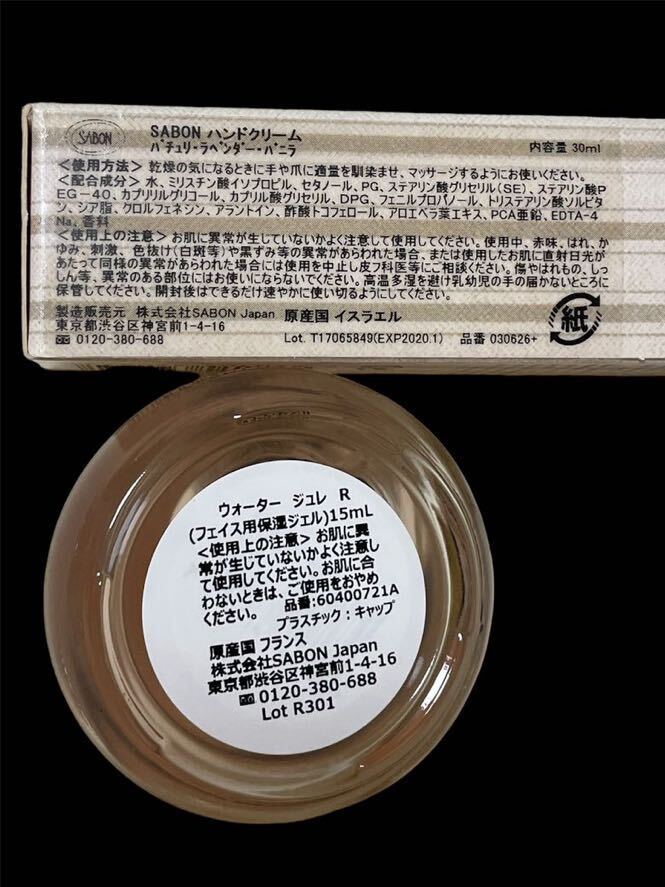 SABON
SABON ハンドクリーム
パチュリ・ラベンダー・バニラ
内容量 30ml
<使用方法> 乾燥の気になるときに手や爪に適量を馴染ませ、マッサージするようにお使いください。
<配合成分> 水、ミリスチン酸イソプロピル、セタノール、PG、ステアリン酸グリセリル(SE)、ステアリン酸P
EG-40、カプリリルグリコール、カプリル酸グリセリル、DPG、フェニルプロパノール、トリステアリン酸ソルビタ
ン、シア脂、クロルフェネシン、アラントイン、酢酸トコフェロール、アロエベラ葉エキス、PCA亜鉛、EDTA-4
Na、香料
<使用上の注意> お肌に異常が生じていないかよく注意して使用してください。使用中、赤味、はれ、か
ゆみ、刺激、色抜け(白斑等)や黒ずみ等の異常があらわれた場合、または使用したお肌に直射日光が
あたって同様の異常があらわれた場合には使用を中止し皮フ科医等にご相談ください。傷やはれもの、しっ
しん等、異常のある部位にはお使いにならないでください。高温多湿を避け乳幼児の手の届かないところに
保管してください。開封後はできるだけ速やかに使い切るようにしてください。
製造販売元 株式会社SABON Japan 原産国 イスラエル
東京都渋谷区神宮前1-4-16
Lot. T17065849(EXP2020.1) 品番 030626+
☎ 0120-380-688
紙
ウォーター ジュレ R
(フェイス用保湿ジェル)15mL
<使用上の注意> お肌に異
常が生じていないかよく注意し
て使用してください。お肌に合
わないときは、ご使用をおやめ
ください。 品番:60400721A
プラスチック:キャップ
原産国 フランス
株式会社SABON Japan
東京都渋谷区神宮前1-4-16
☎ 0120-380-688
Lot R301